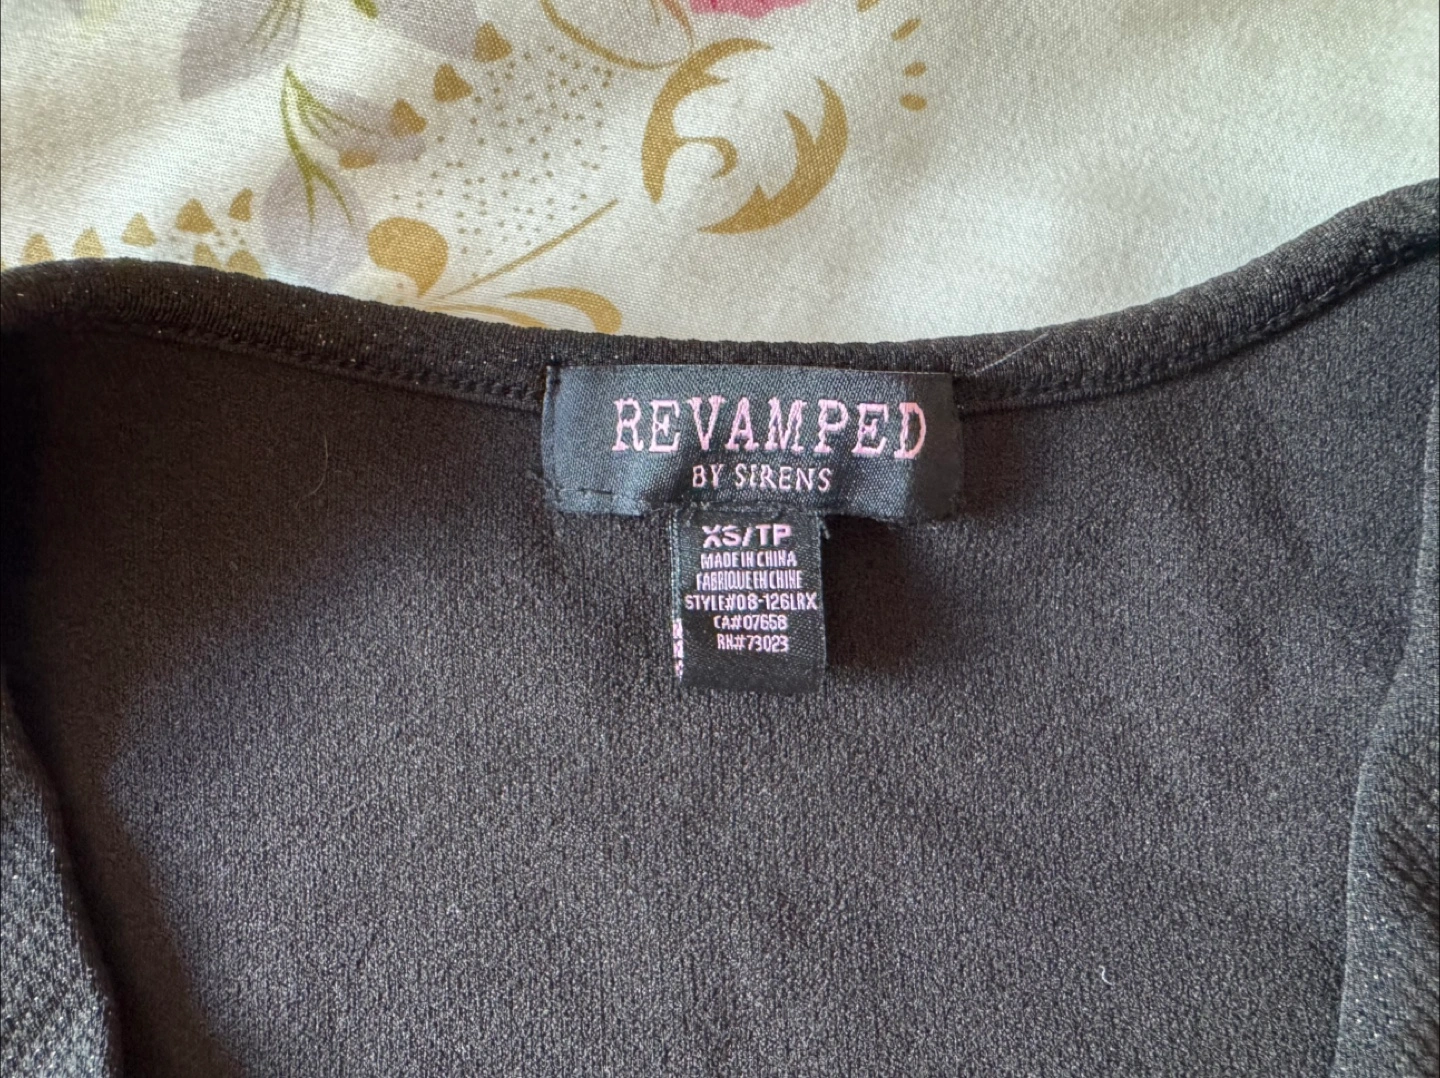 REVAMPED
BY SIRENS
XS/TP
MADE IN CHINA
FABRIQUE EN CHINE
STYLE#08-126LRX
CA#07658
RN#73023